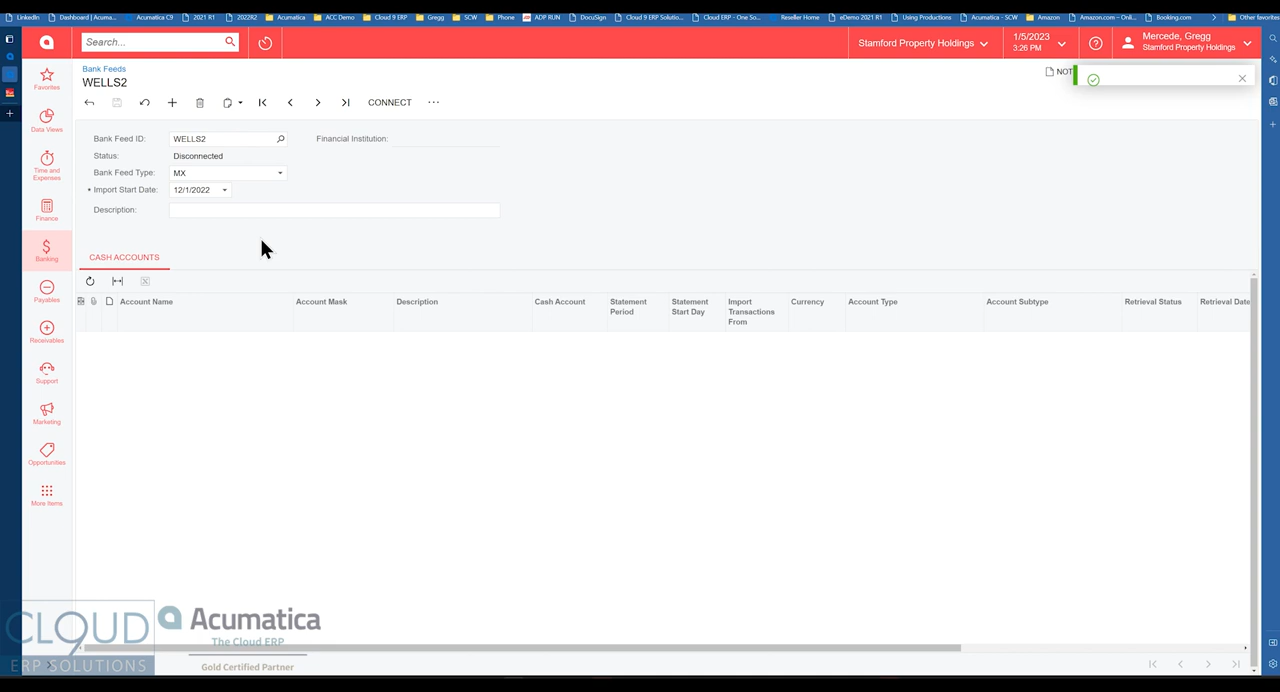 LinkedIn Dashboard | Acuma... Acumatica C9 2021 R1 2022R2 Acumatica ACC Demo Cloud 9 ERP Gregg SCW Phone ADP RUN DocuSign Cloud 9 ERP Solutio... Cloud ERP - One So... Reseller Home eDemo 2021 R1 Using Productions Acumatica - SCW Amazon Amazon.com – Onli... Booking.com Other favorites
Search...
Stamford Property Holdings
1/5/2023
3:26 PM
Mercede, Gregg
Stamford Property Holdings
Favorites
Data Views
Time and
Expenses
Finance
Banking
Payables
Receivables
Support
Marketing
Opportunities
More Items
Bank Feeds
WELLS2
NOT
CONNECT
Bank Feed ID: WELLS2 Financial Institution:
Status: Disconnected
Bank Feed Type: MX
Import Start Date: 12/1/2022
Description:
CASH ACCOUNTS
Account Name Account Mask Description Cash Account Statement Period Statement Start Day Import Transactions From Currency Account Type Account Subtype Retrieval Status Retrieval Date
CLOUD
ERP SOLUTIONS
Acumatica
The Cloud ERP
Gold Certified Partner